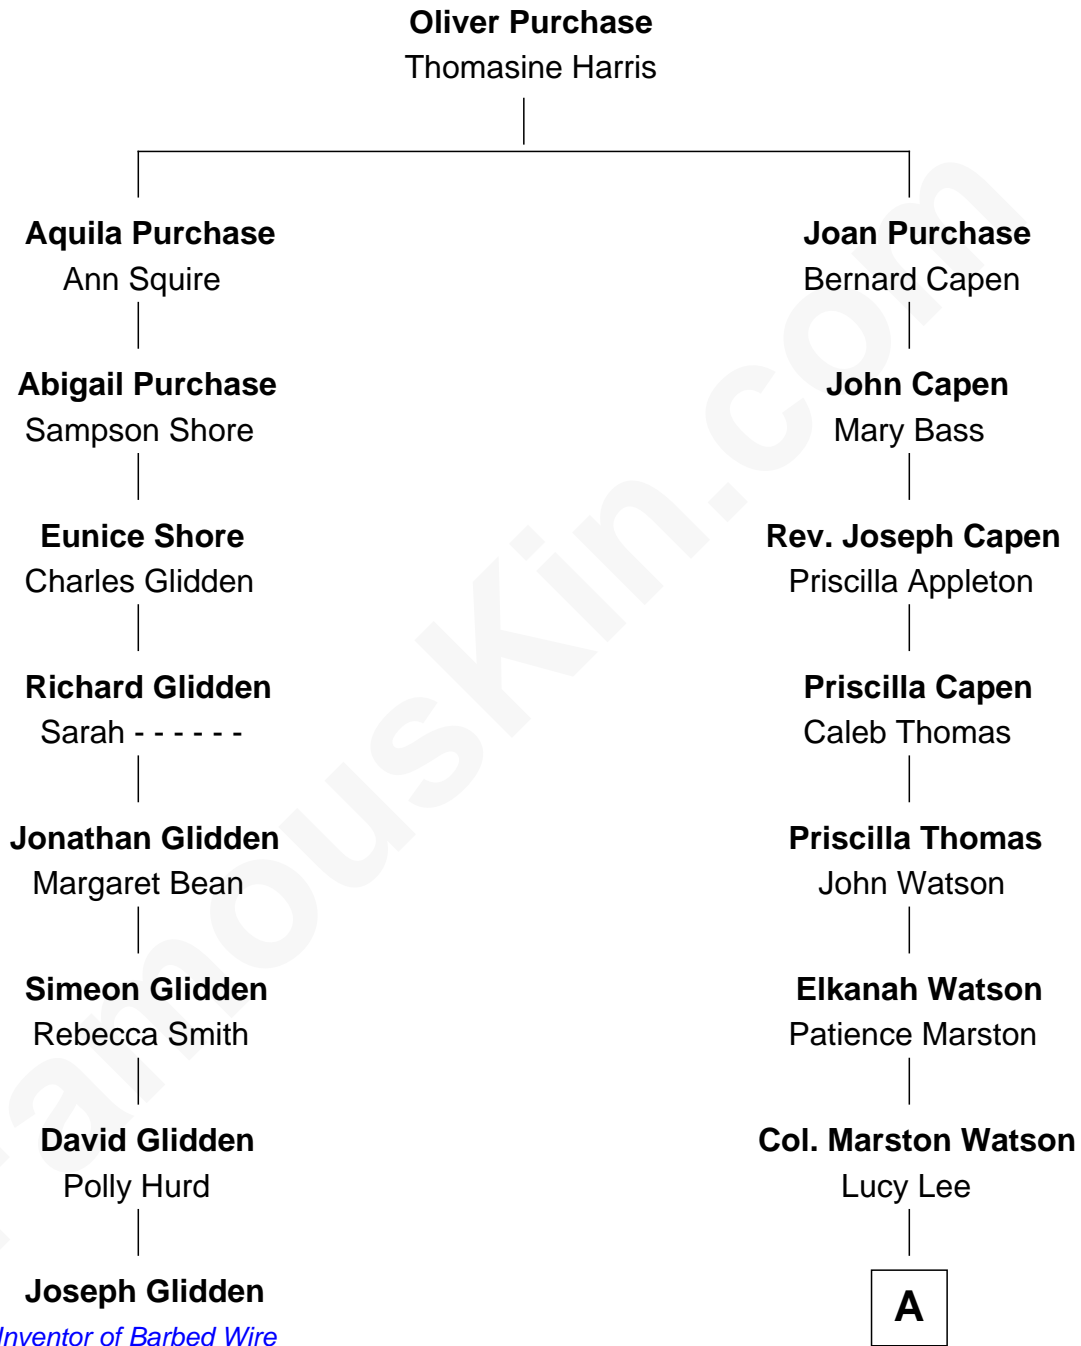 Oliver Purchase
Thomasine Harris
Aquila Purchase
Ann Squire
Joan Purchase
Bernard Capen
Abigail Purchase
Sampson Shore
John Capen
Mary Bass
Eunice Shore
Charles Glidden
Rev. Joseph Capen
Priscilla Appleton
Richard Glidden
Sarah - - - - - -
Priscilla Capen
Caleb Thomas
Jonathan Glidden
Margaret Bean
Priscilla Thomas
John Watson
Simeon Glidden
Rebecca Smith
Elkanah Watson
Patience Marston
David Glidden
Polly Hurd
Col. Marston Watson
Lucy Lee
Joseph Glidden
Inventor of Barbed Wire
A
FamousKin.com